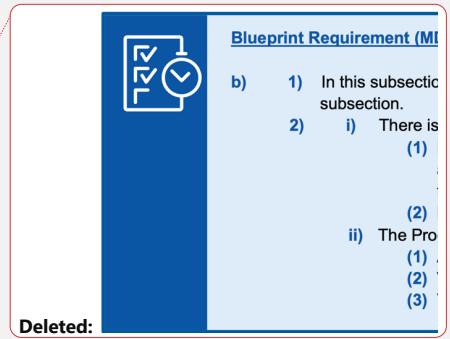 Blueprint Requirement (MD
b) 1) In this subsectio
subsection.
2) i) There is
(1)
(2)
ii) The Pro
(1)
(2)
(3)
Deleted: